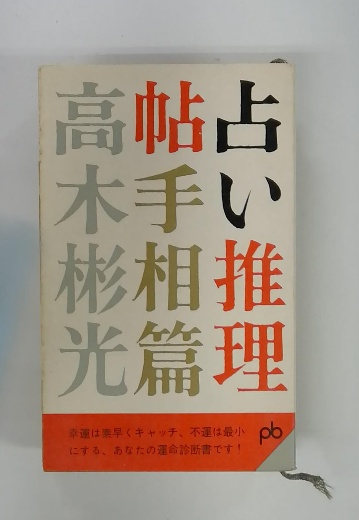 占い推理
帖手相篇
高木彬光
幸運は素早くキャッチ、不運は最小
にする、あなたの運命診断書です!
pb